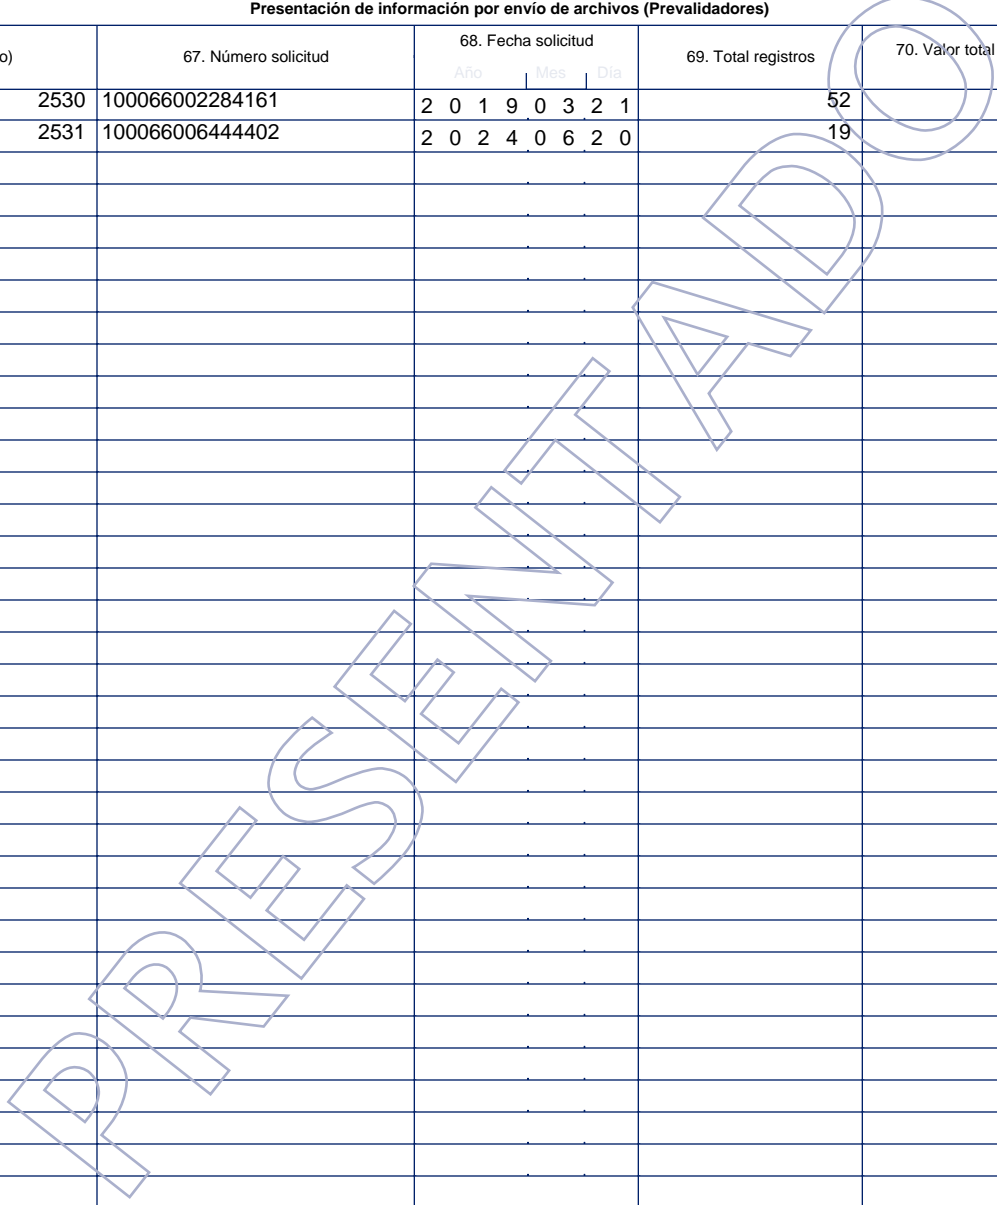 Presentación de información por envío de archivos (Prevalidadores)
o) 67. Número solicitud 68. Fecha solicitud 69. Total registros 70. Valor total
Año Mes Día
2530 100066002284161 2 0 1 9 0 3 2 1 52
2531 100066006444402 2 0 2 4 0 6 2 0 19
PRESENTADO